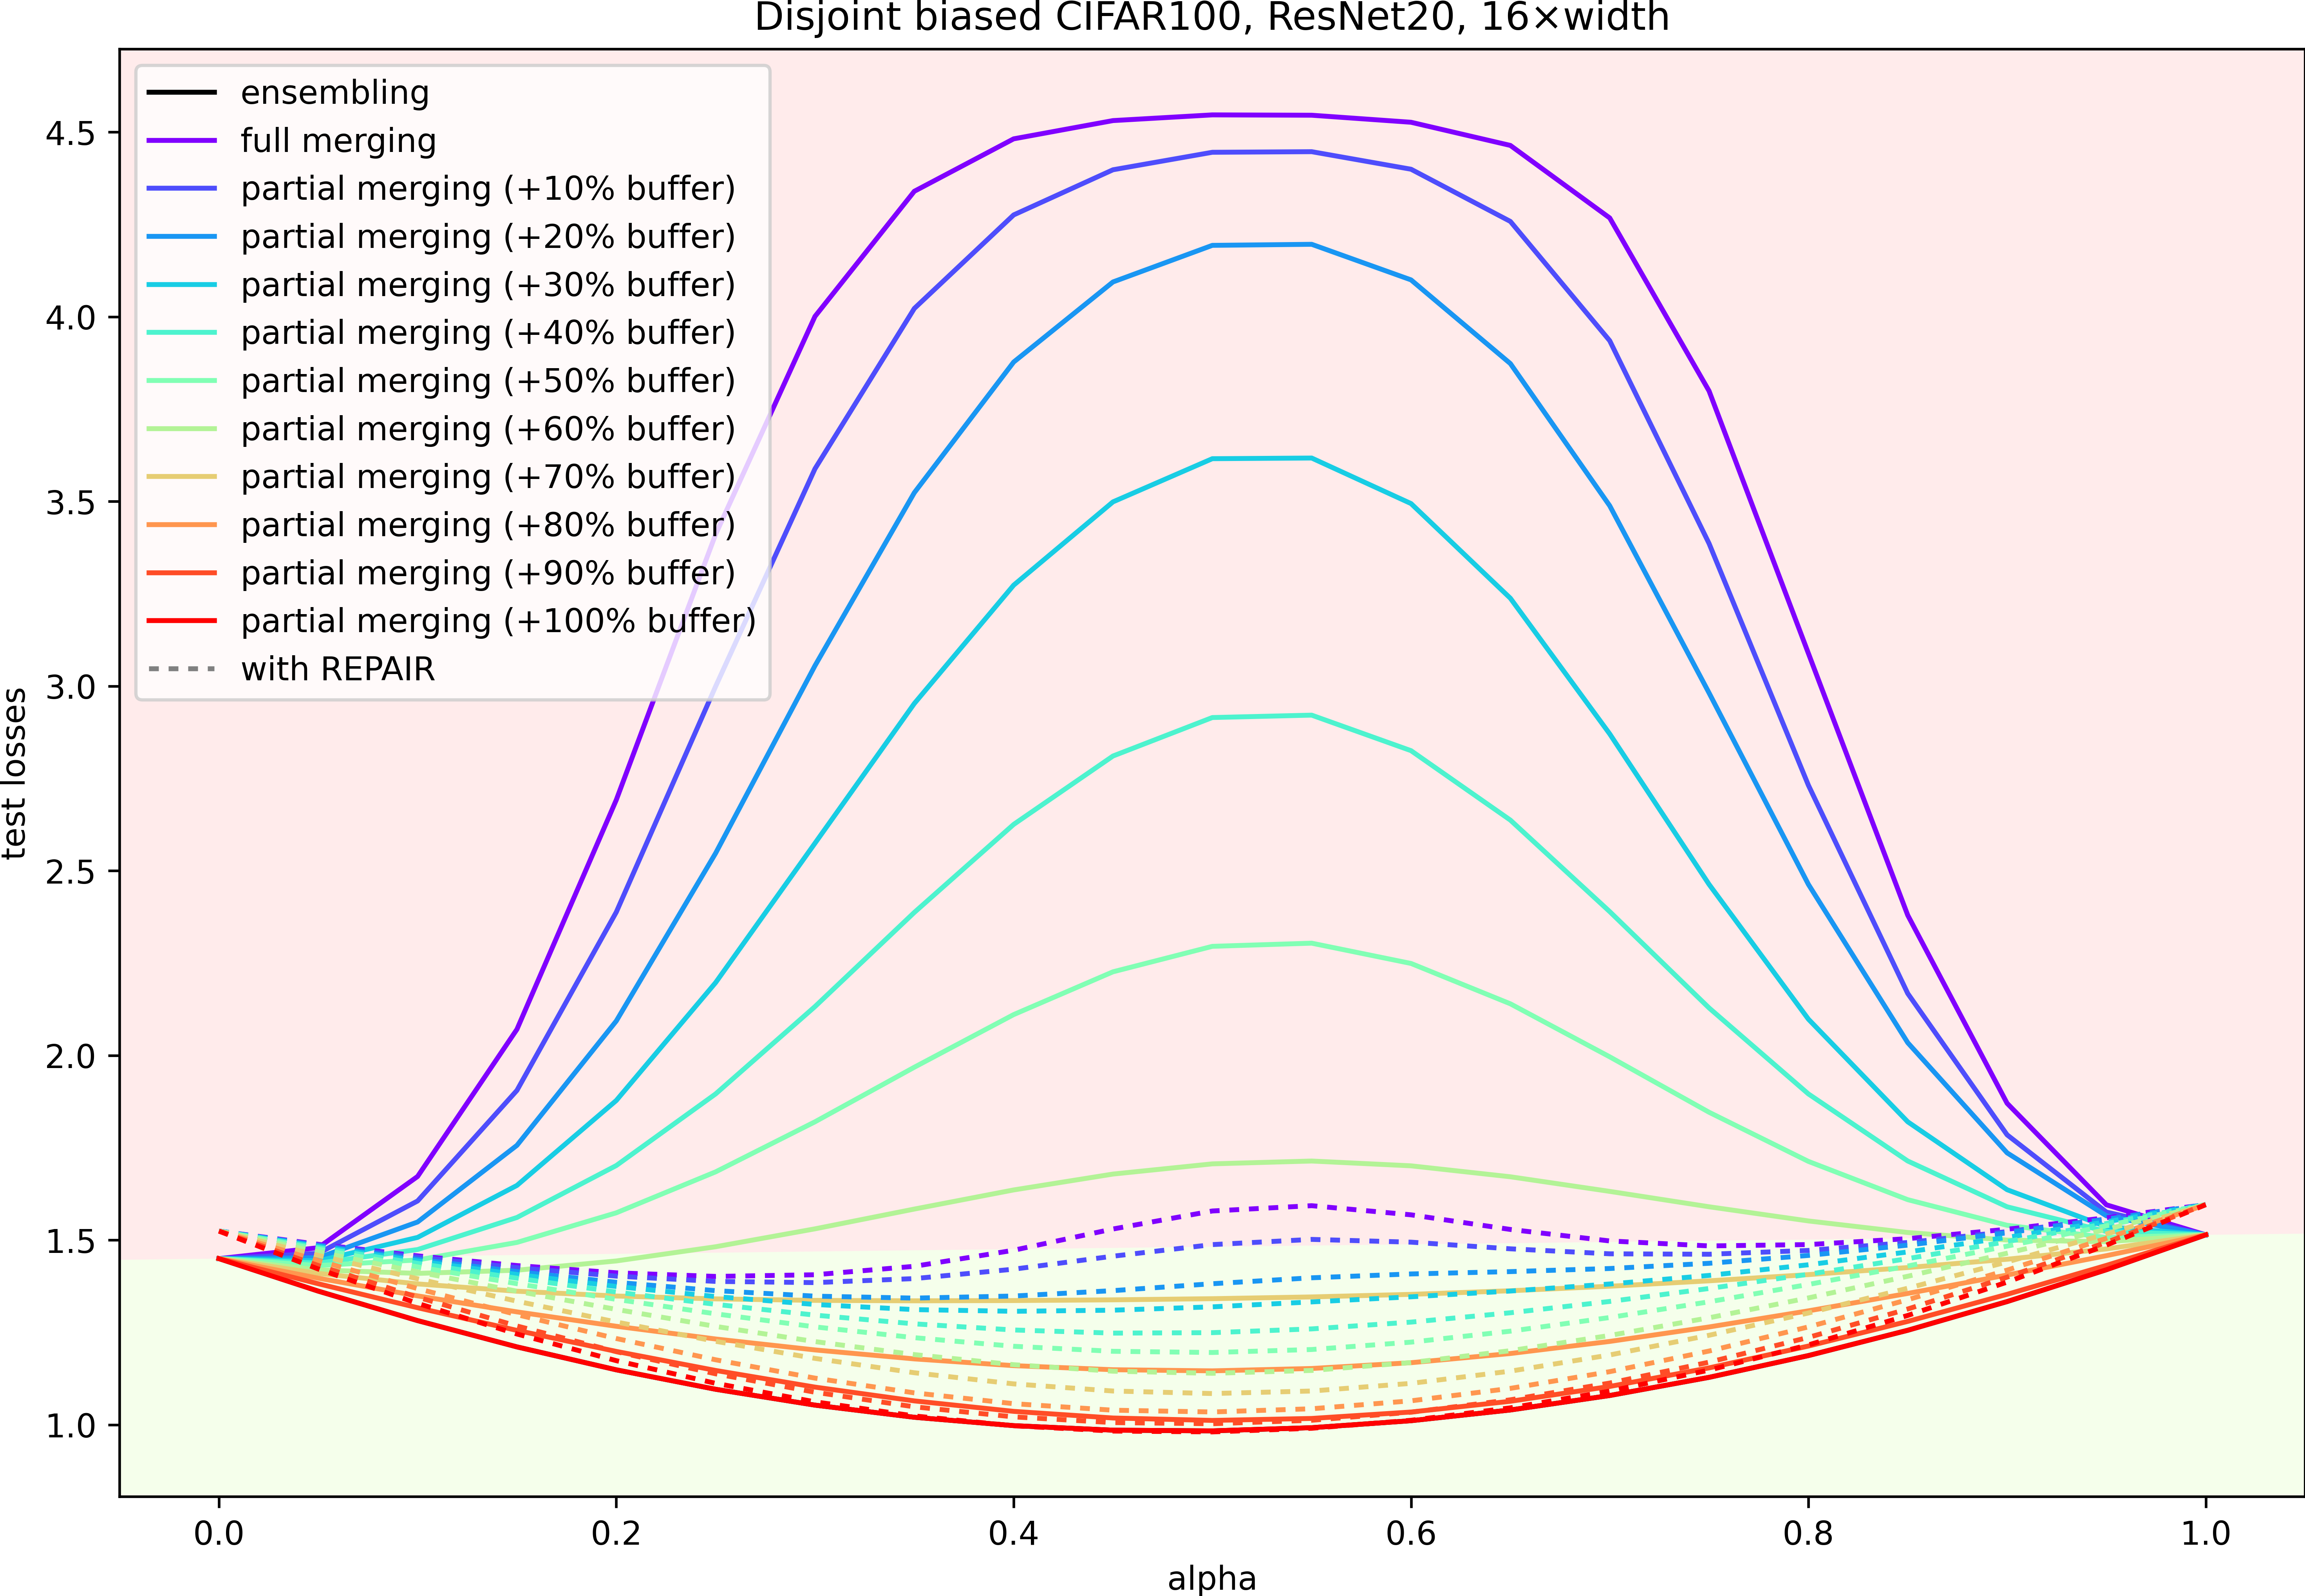 Disjoint biased CIFAR100, ResNet20, 16×width
ensembling
full merging
partial merging (+10% buffer)
partial merging (+20% buffer)
partial merging (+30% buffer)
partial merging (+40% buffer)
partial merging (+50% buffer)
partial merging (+60% buffer)
partial merging (+70% buffer)
partial merging (+80% buffer)
partial merging (+90% buffer)
partial merging (+100% buffer)
with REPAIR
test losses
4.5
4.0
3.5
3.0
2.5
2.0
1.5
1.0
0.0 0.2 0.4 0.6 0.8 1.0
alpha